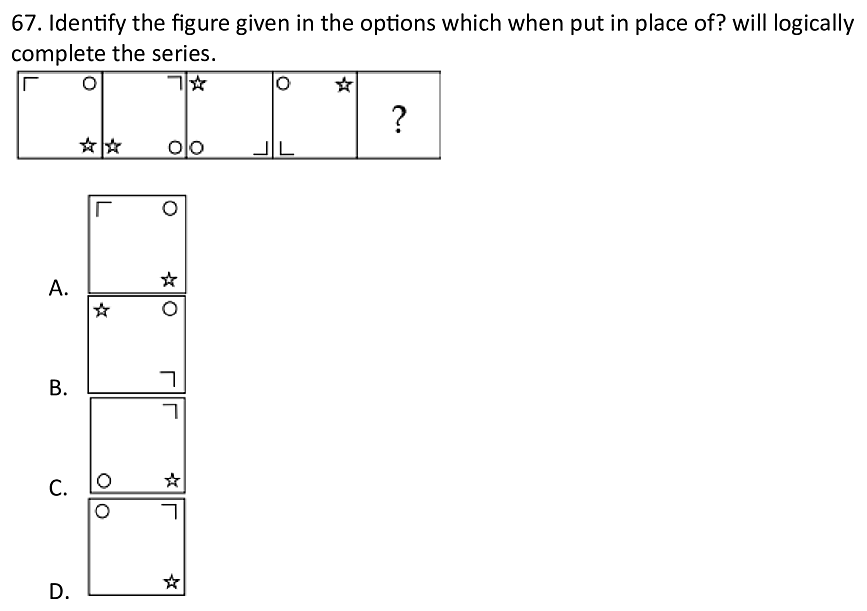 67. Identify the figure given in the options which when put in place of? will logically
complete the series.
?
A.
B.
C.
D.